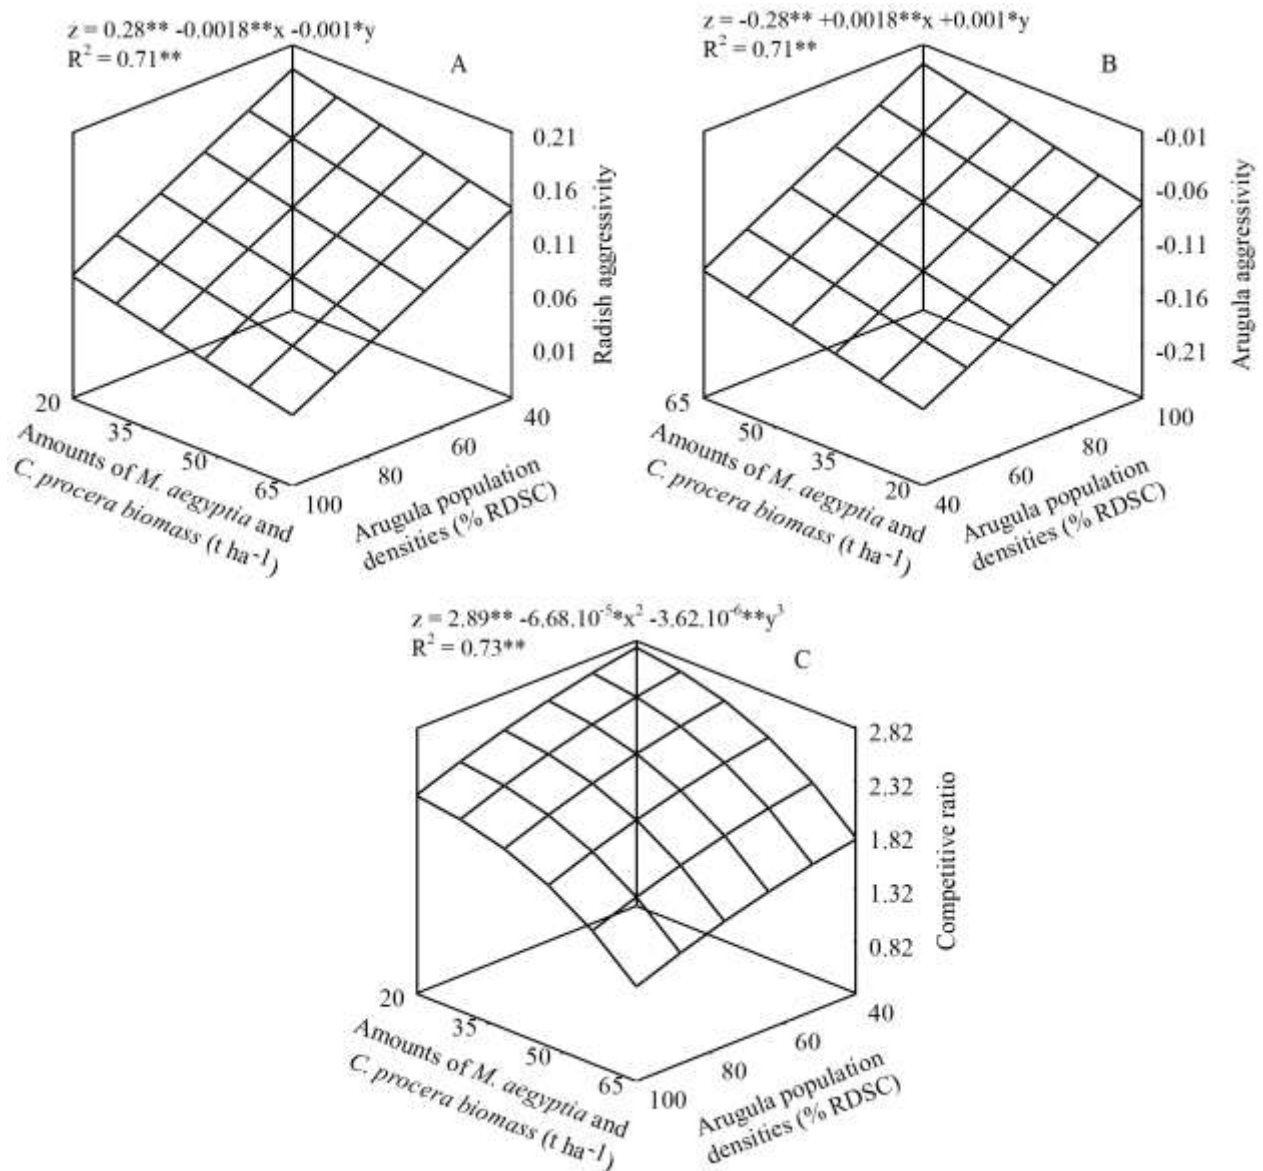 z = 0.28** -0.0018**x -0.001*y
R² = 0.71**
A
0.21
0.16
0.11
0.06
0.01
Radish aggressivity
20
35
50
65
Amounts of M. aegyptia and
C. procera biomass (t ha-1)
100
80
60
40
Arugula population
densities (% RDSC)
z = -0.28** +0.0018**x +0.001*y
R² = 0.71**
B
-0.01
-0.06
-0.11
-0.16
-0.21
Arugula aggressivity
65
50
35
20
Amounts of M. aegyptia and
C. procera biomass (t ha-1)
40
60
80
100
Arugula population
densities (% RDSC)
z = 2.89** -6.68.10⁻⁵*x² -3.62.10⁻⁶**y³
R² = 0.73**
C
2.82
2.32
1.82
1.32
0.82
Competitive ratio
20
35
50
65
Amounts of M. aegyptia and
C. procera biomass (t ha-1)
100
80
60
40
Arugula population
densities (% RDSC)